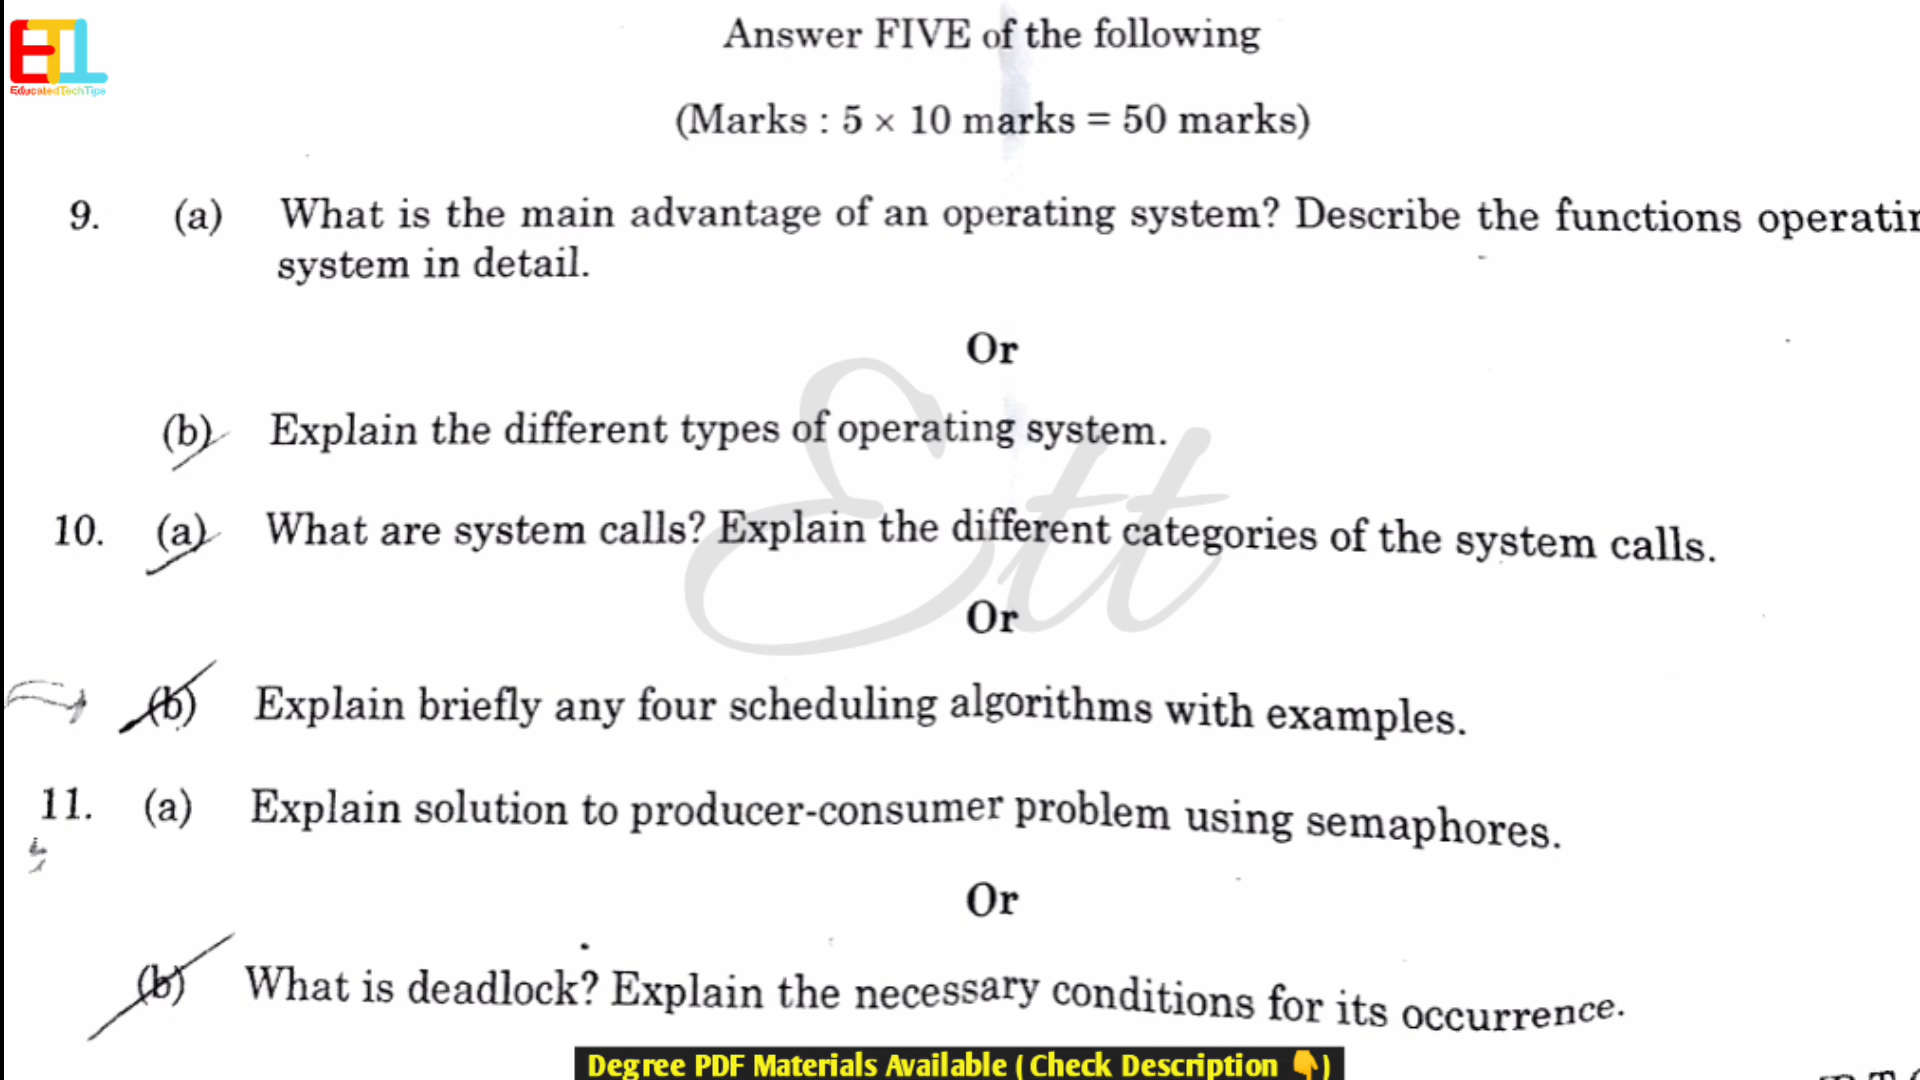 ETT
EducatedTechTips
Answer FIVE of the following
(Marks : 5 × 10 marks = 50 marks)
9. (a) What is the main advantage of an operating system? Describe the functions
system in detail.
Or
(b) Explain the different types of operating system.
Ett
10. (a) What are system calls? Explain the different categories of the system calls.
Or
(b) Explain briefly any four scheduling algorithms with examples.
11. (a) Explain solution to producer-consumer problem using semaphores.
Or
(b) What is deadlock? Explain the necessary conditions for its occurrence.
Degree PDF Materials Available ( Check Description 👇 )